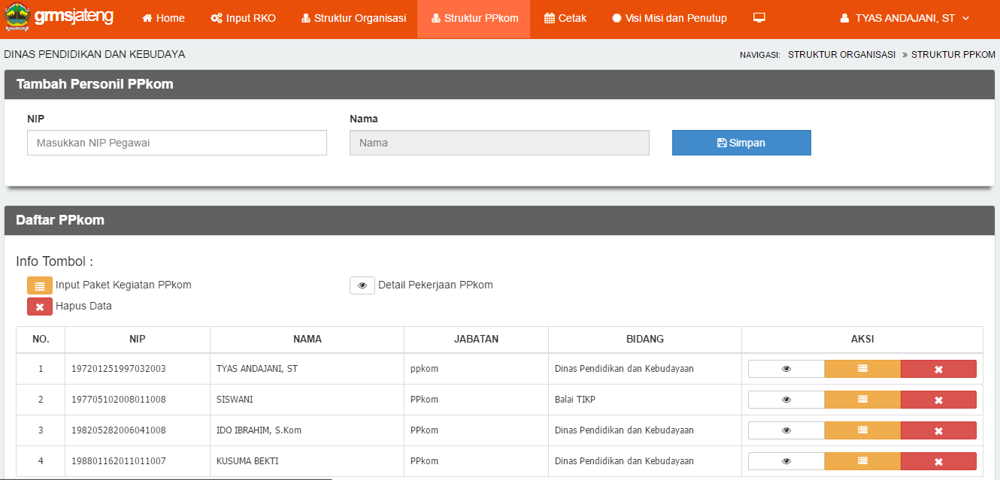 grmsjateng Home Input RKO Struktur Organisasi Struktur PPkom Cetak Visi Misi dan Penutup TYAS ANDAJANI, ST
DINAS PENDIDIKAN DAN KEBUDAYA NAVIGASI: STRUKTUR ORGANISASI » STRUKTUR PPKOM
Tambah Personil PPkom
NIP Nama
Masukkan NIP Pegawai Nama Simpan
Daftar PPkom
Info Tombol :
Input Paket Kegiatan PPkom Detail Pekerjaan PPkom
Hapus Data
NO. NIP NAMA JABATAN BIDANG AKSI
1 197201251997032003 TYAS ANDAJANI, ST ppkom Dinas Pendidikan dan Kebudayaan
2 197705102008011008 SISWANI PPkom Balai TIKP
3 198205282006041008 IDO IBRAHIM, S.Kom PPkom Dinas Pendidikan dan Kebudayaan
4 198801162011011007 KUSUMA BEKTI PPkom Dinas Pendidikan dan Kebudayaan